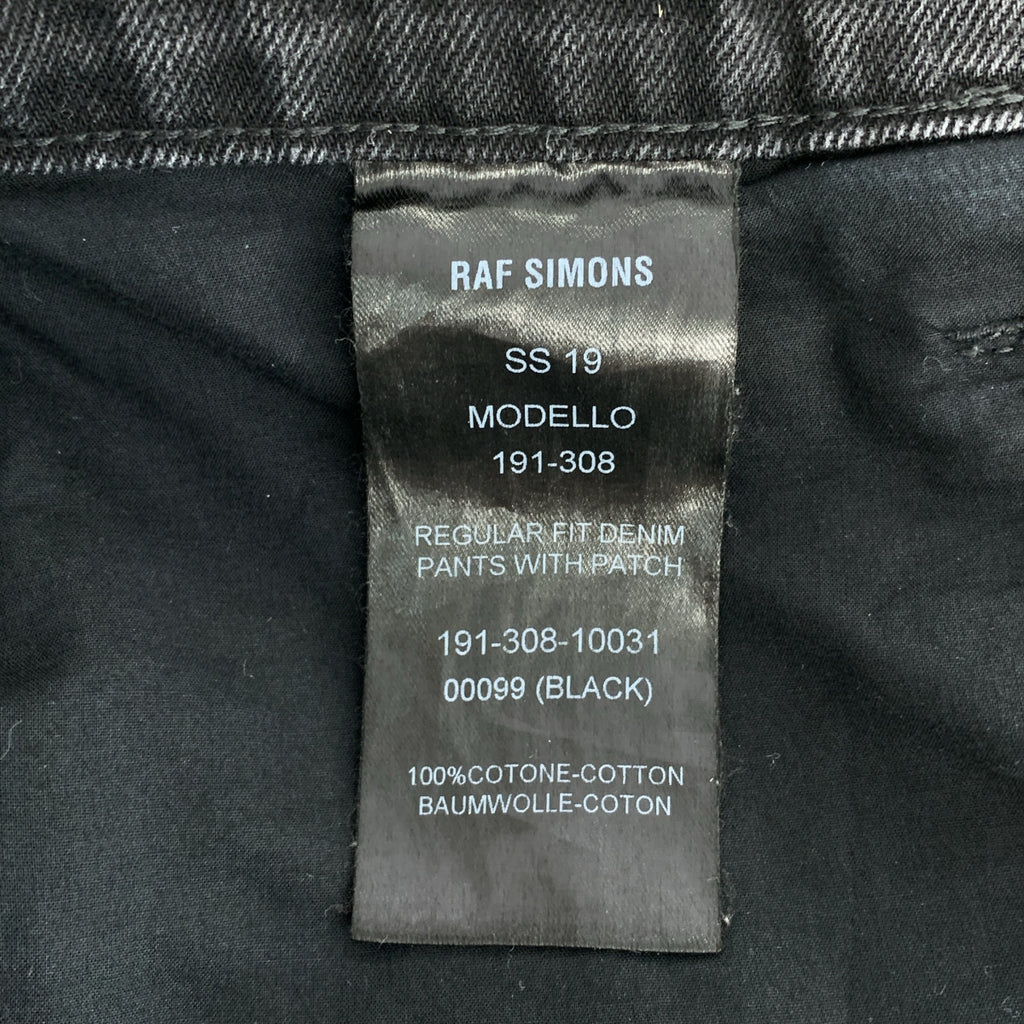 RAF SIMONS
SS 19
MODELLO
191-308
REGULAR FIT DENIM
PANTS WITH PATCH
191-308-10031
00099 (BLACK)
100%COTONE-COTTON
BAUMWOLLE-COTON